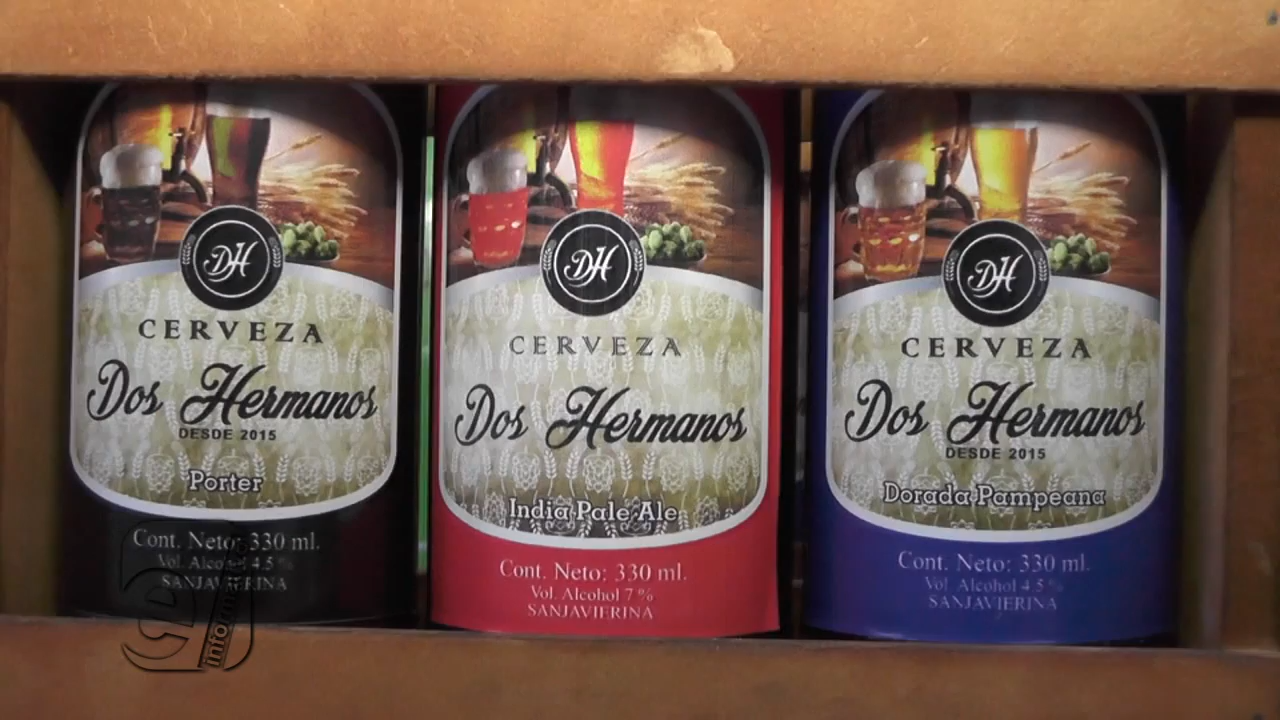 DH
CERVEZA
Dos Hermanos
DESDE 2015
Porter
Cont. Neto: 330 ml.
Vol. Alcohol 4.5 %
SANJAVIERINA
DH
CERVEZA
Dos Hermanos
India Pale Ale
Cont. Neto: 330 ml.
Vol. Alcohol 7 %
SANJAVIERINA
DH
CERVEZA
Dos Hermanos
DESDE 2015
Dorada Pampeana
Cont. Neto: 330 ml.
Vol. Alcohol 4.5 %
SANJAVIERINA